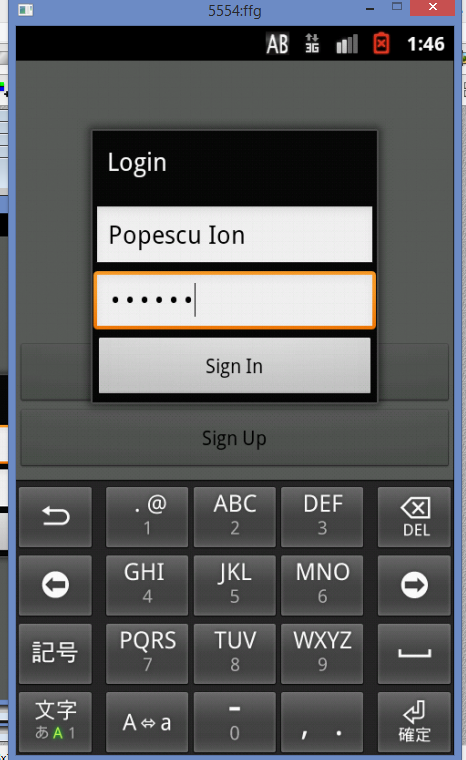 5554:ffg
AB 3G 1:46
Login
Popescu Ion
••••••
Sign In
Sign Up
. @ ABC DEF
1 2 3 DEL
GHI JKL MNO
4 5 6
記号 PQRS TUV WXYZ
7 8 9
文字 A⇔a - , .
あA1 0 確定